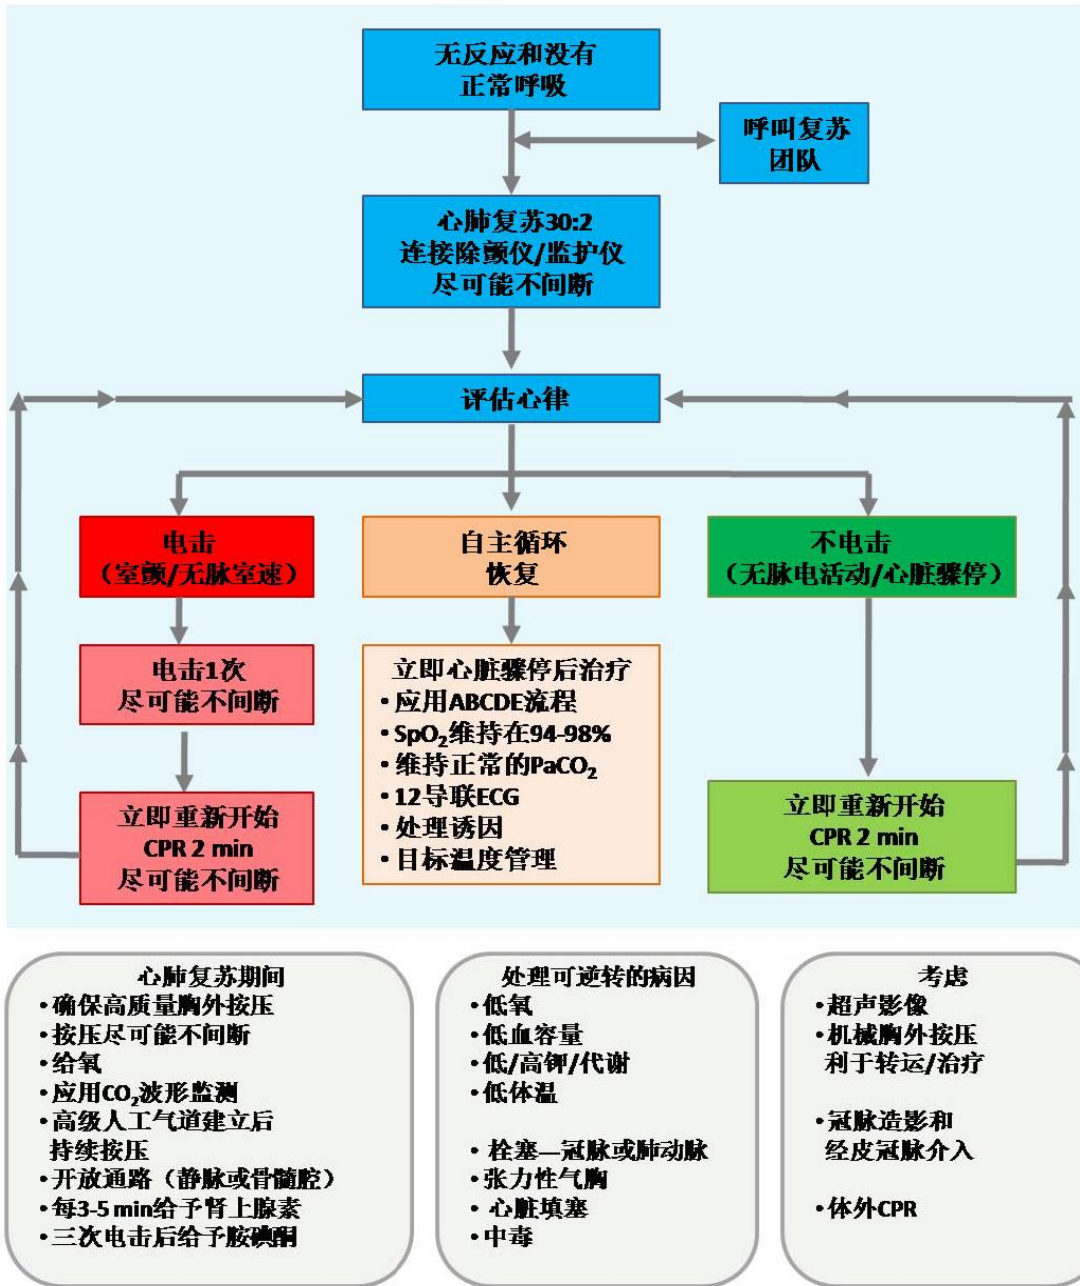 无反应和没有
正常呼吸
呼叫复苏
团队
心肺复苏30:2
连接除颤仪/监护仪
尽可能不间断
评估心律
电击
（室颤/无脉室速）
自主循环
恢复
不电击
（无脉电活动/心脏骤停）
电击1次
尽可能不间断
立即重新开始
CPR 2 min
尽可能不间断
立即心脏骤停后治疗
•应用ABCDE流程
•SpO₂维持在94-98%
•维持正常的PaCO₂
•12导联ECG
•处理诱因
•目标温度管理
立即重新开始
CPR 2 min
尽可能不间断
心肺复苏期间
•确保高质量胸外按压
•按压尽可能不间断
•给氧
•应用CO₂波形监测
•高级人工气道建立后
持续按压
•开放通路（静脉或骨髓腔）
•每3-5 min给予肾上腺素
•三次电击后给予胺碘酮
处理可逆转的病因
•低氧
•低血容量
•低/高钾/代谢
•低体温
•栓塞—冠脉或肺动脉
•张力性气胸
•心脏填塞
•中毒
考虑
•超声影像
•机械胸外按压
利于转运/治疗
•冠脉造影和
经皮冠脉介入
•体外CPR